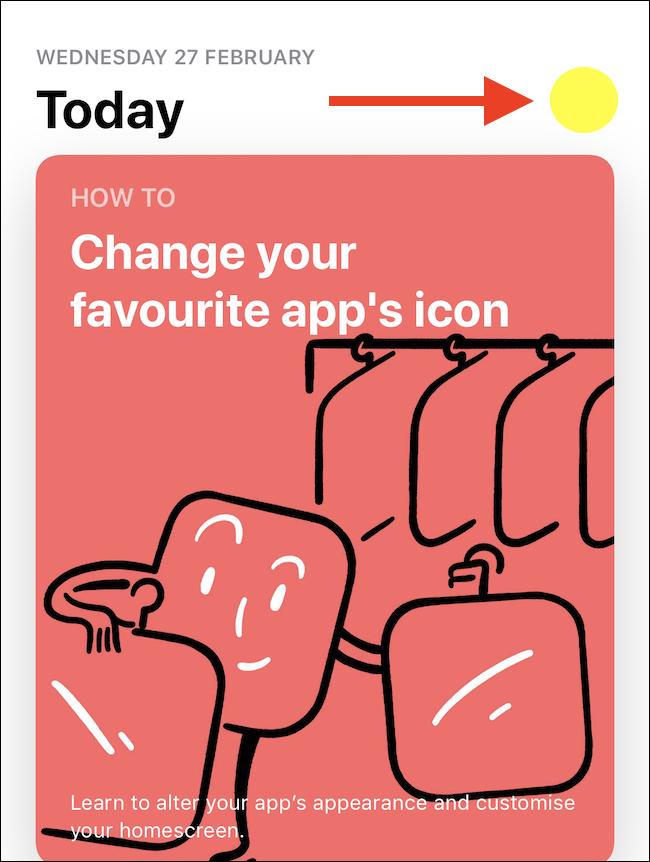 WEDNESDAY 27 FEBRUARY
Today
HOW TO
Change your
favourite app's icon
Learn to alter your app’s appearance and customise
your homescreen.